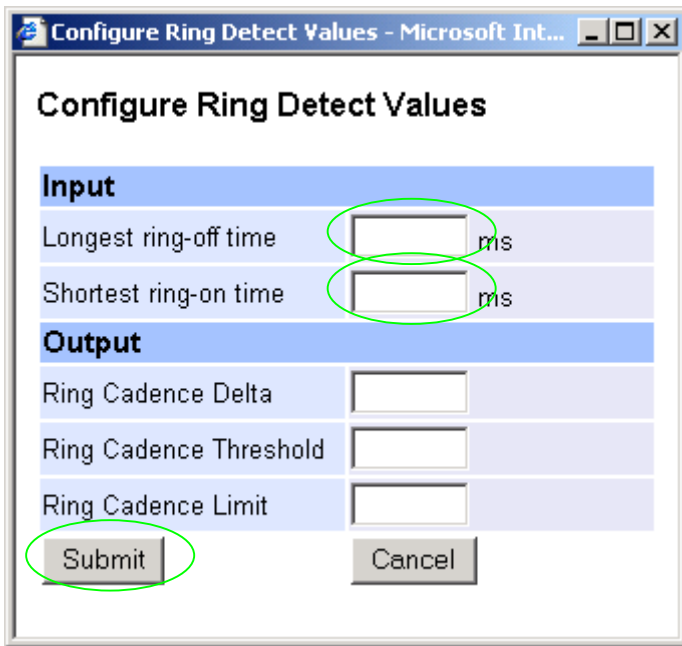 Configure Ring Detect Values - Microsoft Int...
Configure Ring Detect Values
Input
Longest ring-off time ms
Shortest ring-on time ms
Output
Ring Cadence Delta
Ring Cadence Threshold
Ring Cadence Limit
Submit Cancel